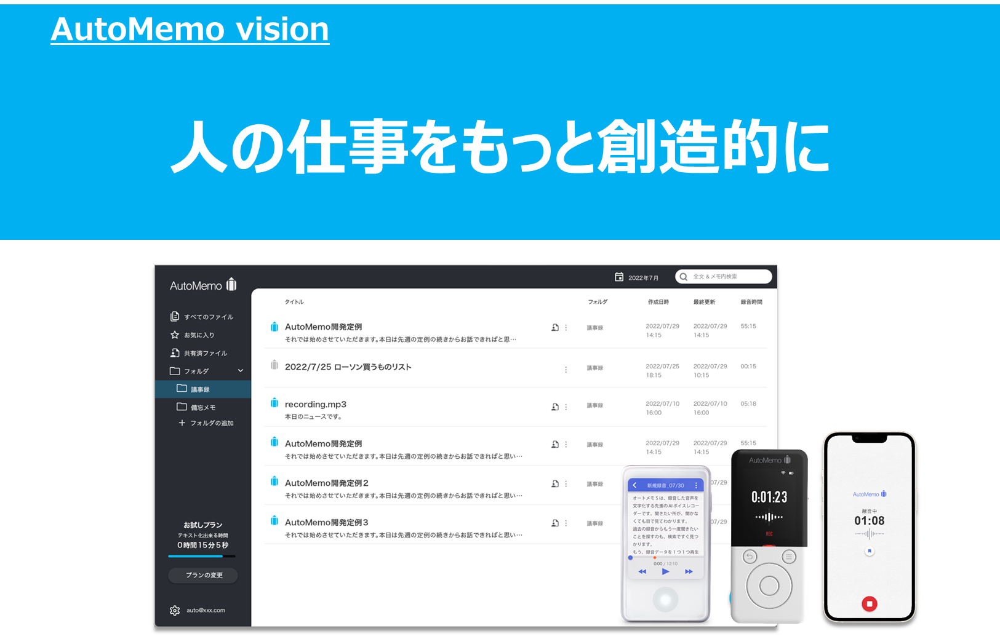 AutoMemo vision
人の仕事をもっと創造的に
AutoMemo
2022年7月
全文 & メモ内検索
すべてのファイル
お気に入り
共有済ファイル
フォルダ
議事録
備忘メモ
＋ フォルダの追加
お試しプラン
テキスト化出来る時間
0時間15分5秒
プランの変更
auto@xxx.com
タイトル フォルダ 作成日時 最終更新 録音時間
AutoMemo開発定例 議事録 2022/07/29 14:15 2022/07/29 14:15 55:15
それでは始めさせていただきます。本日は先週の定例の続きからお話できればと思…
2022/7/25 ローソン買うものリスト 議事録 2022/07/25 18:15 2022/07/29 10:15 00:15
recording.mp3 議事録 2022/07/10 16:00 2022/07/10 16:00 05:18
本日のニュースです。
AutoMemo開発定例 議事録 2022/07/29 14:15 2022/07/29 14:15 55:15
それでは始めさせていただきます。本日は先週の定例の続きからお話できればと思い…
AutoMemo開発定例2 議事録 07/29
それでは始めさせていただきます。本日は先週の定例の続きからお話できればと思い…
AutoMemo開発定例3 議事録 07/29
それでは始めさせていただきます。本日は先週の定例の続きからお話できればと思い…
新規録音_07/30
オートメモSは、録音した音声を
文字化する先進のAIボイスレコー
ダーです。聞きたい所が、聞かな
くても目で見てわかります。
過去の録音からもう一度聞きたい
ことを探すのも、検索ですぐ見つ
かります。
もう、録音データを1つ1つ再生
0:00 / 12:10
AutoMemo
0:01:23
REC
AutoMemo
録音中
01:08